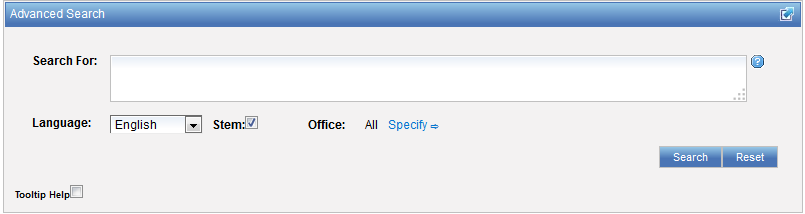 Advanced Search
Search For:
?
Language: English Stem: Office: All Specify ⇨
Search Reset
Tooltip Help